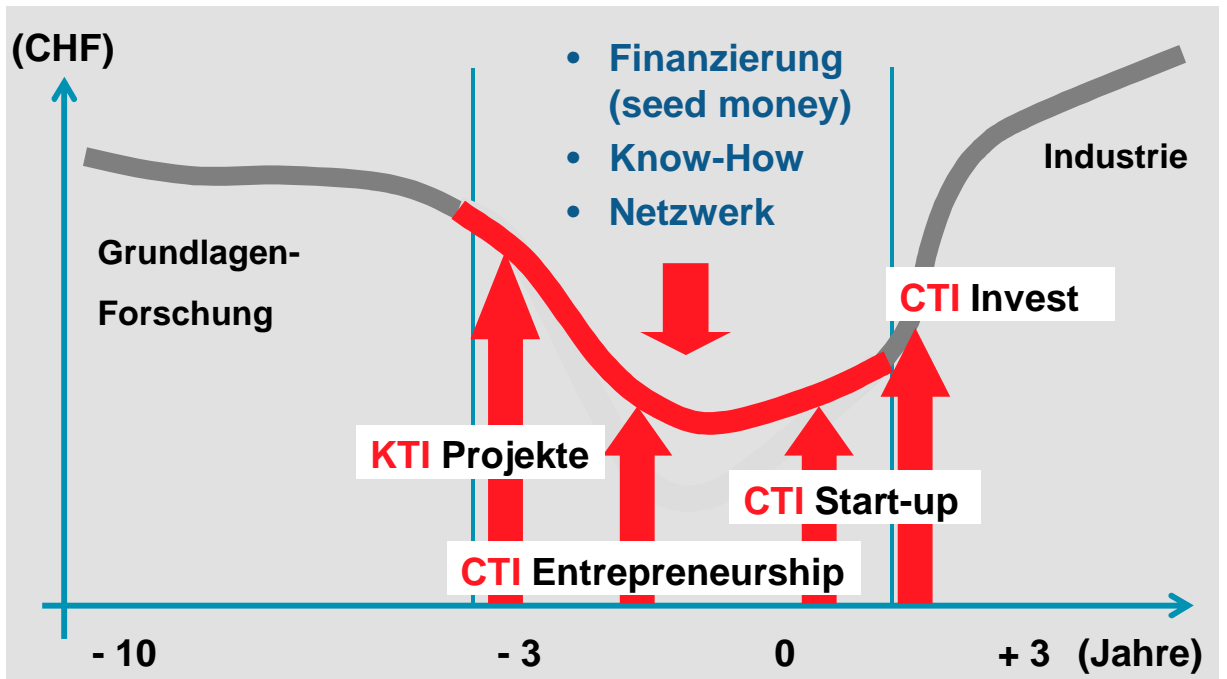 (CHF)
• Finanzierung
(seed money)
• Know-How
• Netzwerk
Industrie
Grundlagen-
Forschung
CTI Invest
KTI Projekte
CTI Start-up
CTI Entrepreneurship
- 10
- 3
0
+ 3
(Jahre)